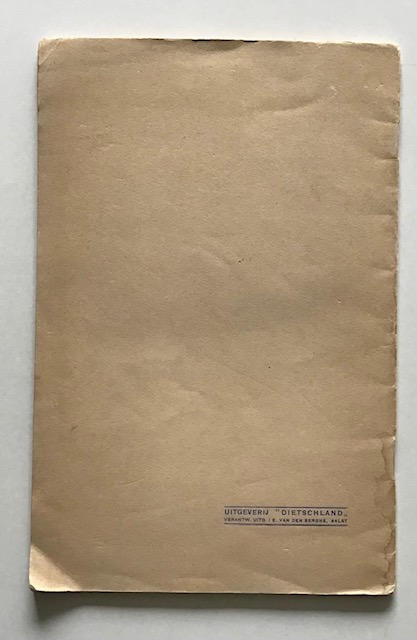 UITGEVERIJ "DIETSCHLAND„
VERANTW. UITG. : E. VAN DEN BERGHE, AALST